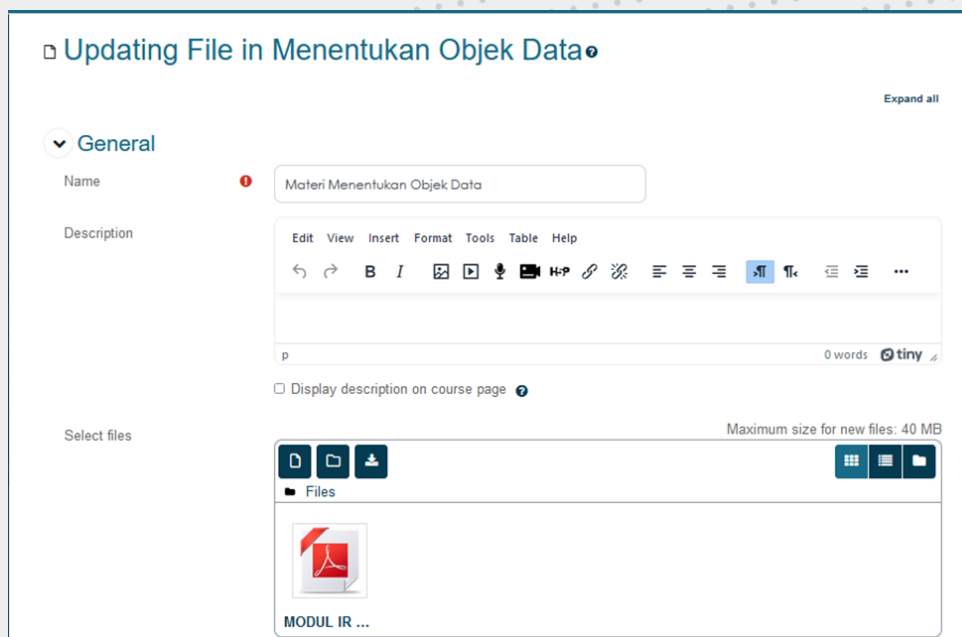 Updating File in Menentukan Objek Data
Expand all
General
Name
Materi Menentukan Objek Data
Description
Edit View Insert Format Tools Table Help
B I H-P
p
0 words tiny
Display description on course page
Select files
Maximum size for new files: 40 MB
Files
MODUL IR ...